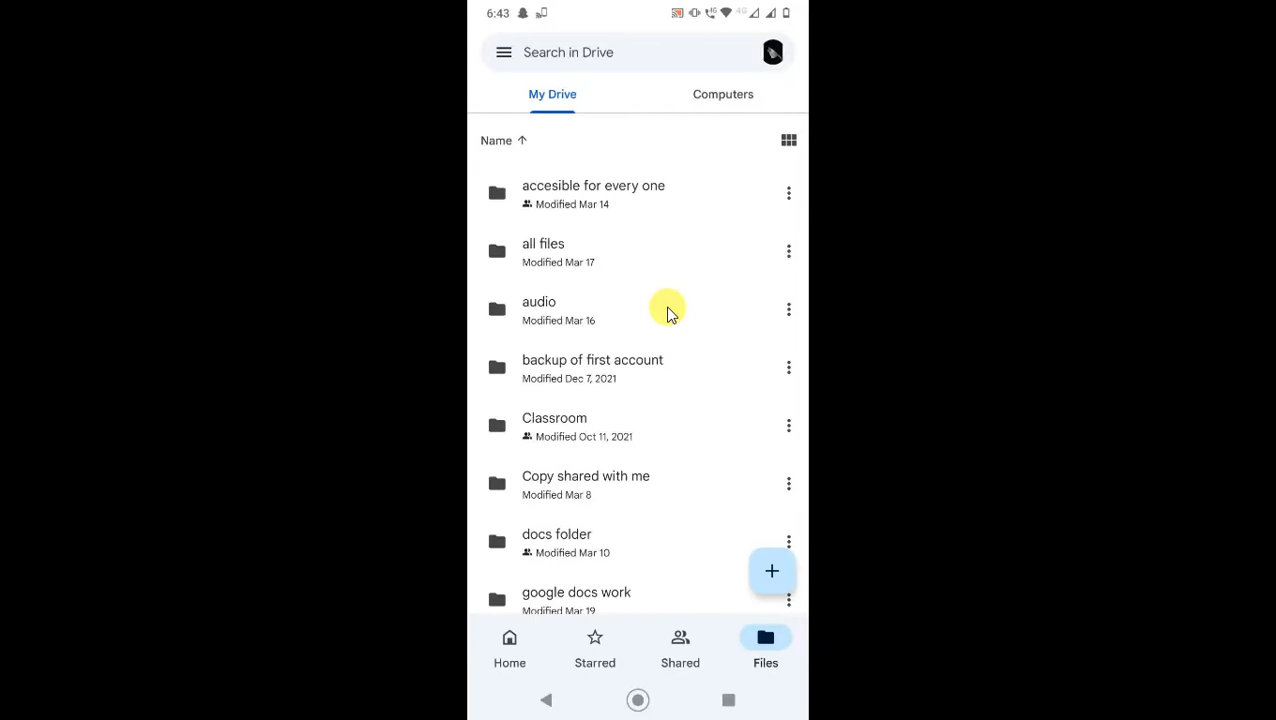 6:43
4G
4G
Search in Drive
My Drive
Computers
Name
accesible for every one
Modified Mar 14
all files
Modified Mar 17
audio
Modified Mar 16
backup of first account
Modified Dec 7, 2021
Classroom
Modified Oct 11, 2021
Copy shared with me
Modified Mar 8
docs folder
Modified Mar 10
google docs work
Modified Mar 19
Home
Starred
Shared
Files